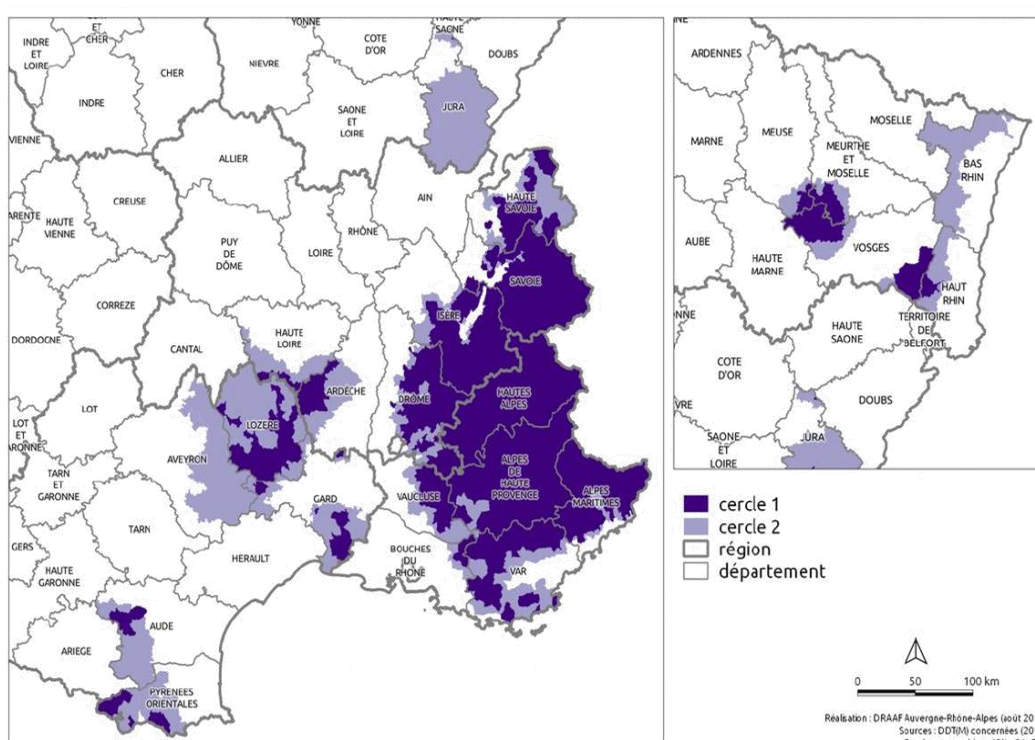 INDRE
ET
LOIRE
CHER
YONNE
COTE
D'OR
HAUTE
SAONE
DOUBS
NIEVRE
CHER
INDRE
SAONE
ET
LOIRE
JURA
VIENNE
ALLIER
AIN
CREUSE
HAUTE
VIENNE
HAUTE
SAVOIE
PUY
DE
DÔME
LOIRE
RHÔNE
SAVOIE
CORREZE
ISÈRE
DORDOGNE
CANTAL
HAUTE
LOIRE
HAUTES
ALPES
DRÔME
ARDÈCHE
LOT
LOZERE
AVEYRON
LOT
ET
TARN
ET
GARONNE
GARD
VAUCLUSE
ALPES
DE
HAUTE
PROVENCE
ALPES
MARITIMES
TARN
GERS
HERAULT
BOUCHES
DU
RHÔNE
VAR
HAUTE
GARONNE
AUDE
ARIEGE
PYRENEES
ORIENTALES
ARDENNES
MOSELLE
MEUSE
MARNE
MEURTHE
ET
MOSELLE
BAS
RHIN
AUBE
VOSGES
HAUTE
MARNE
HAUT
RHIN
TERRITOIRE
DE
BELFORT
HAUTE
SAONE
COTE
D'OR
DOUBS
SAONE
ET
LOIRE
JURA
cercle 1
cercle 2
région
département
0 50 100 km
Réalisation : DRAAF Auvergne-Rhône-Alpes (août 20
Sources : DDT(M) concernées (20